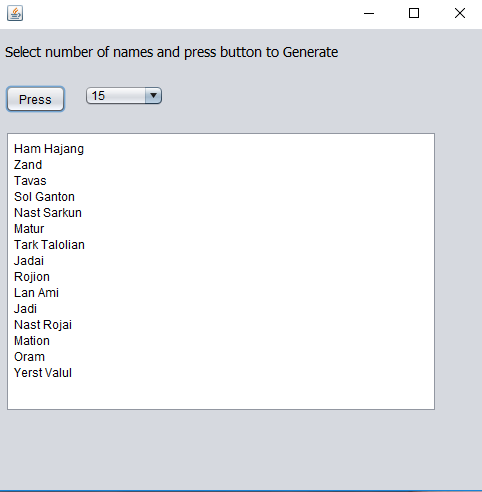 Select number of names and press button to Generate
Press 15
Ham Hajang
Zand
Tavas
Sol Ganton
Nast Sarkun
Matur
Tark Talolian
Jadai
Rojion
Lan Ami
Jadi
Nast Rojai
Mation
Oram
Yerst Valul